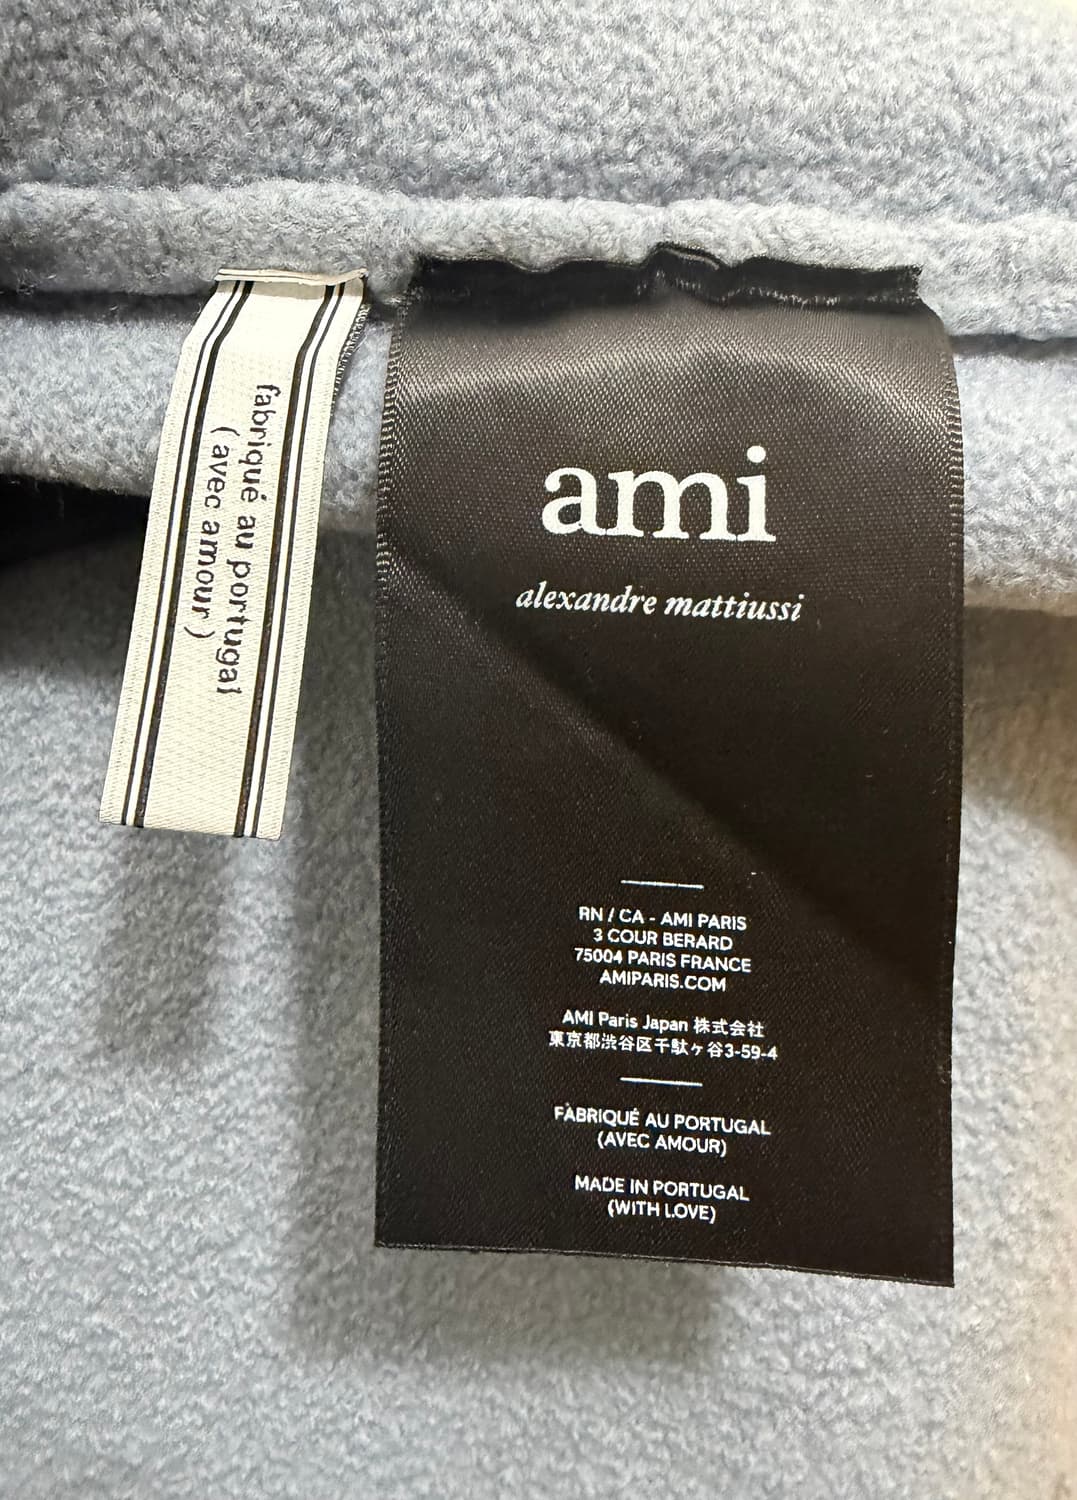 fabriqué au portugal
( avec amour )
ami
alexandre mattiussi
RN / CA - AMI PARIS
3 COUR BERARD
75004 PARIS FRANCE
AMIPARIS.COM
AMI Paris Japan 株式会社
東京都渋谷区千駄ヶ谷3-59-4
FABRIQUÉ AU PORTUGAL
(AVEC AMOUR)
MADE IN PORTUGAL
(WITH LOVE)